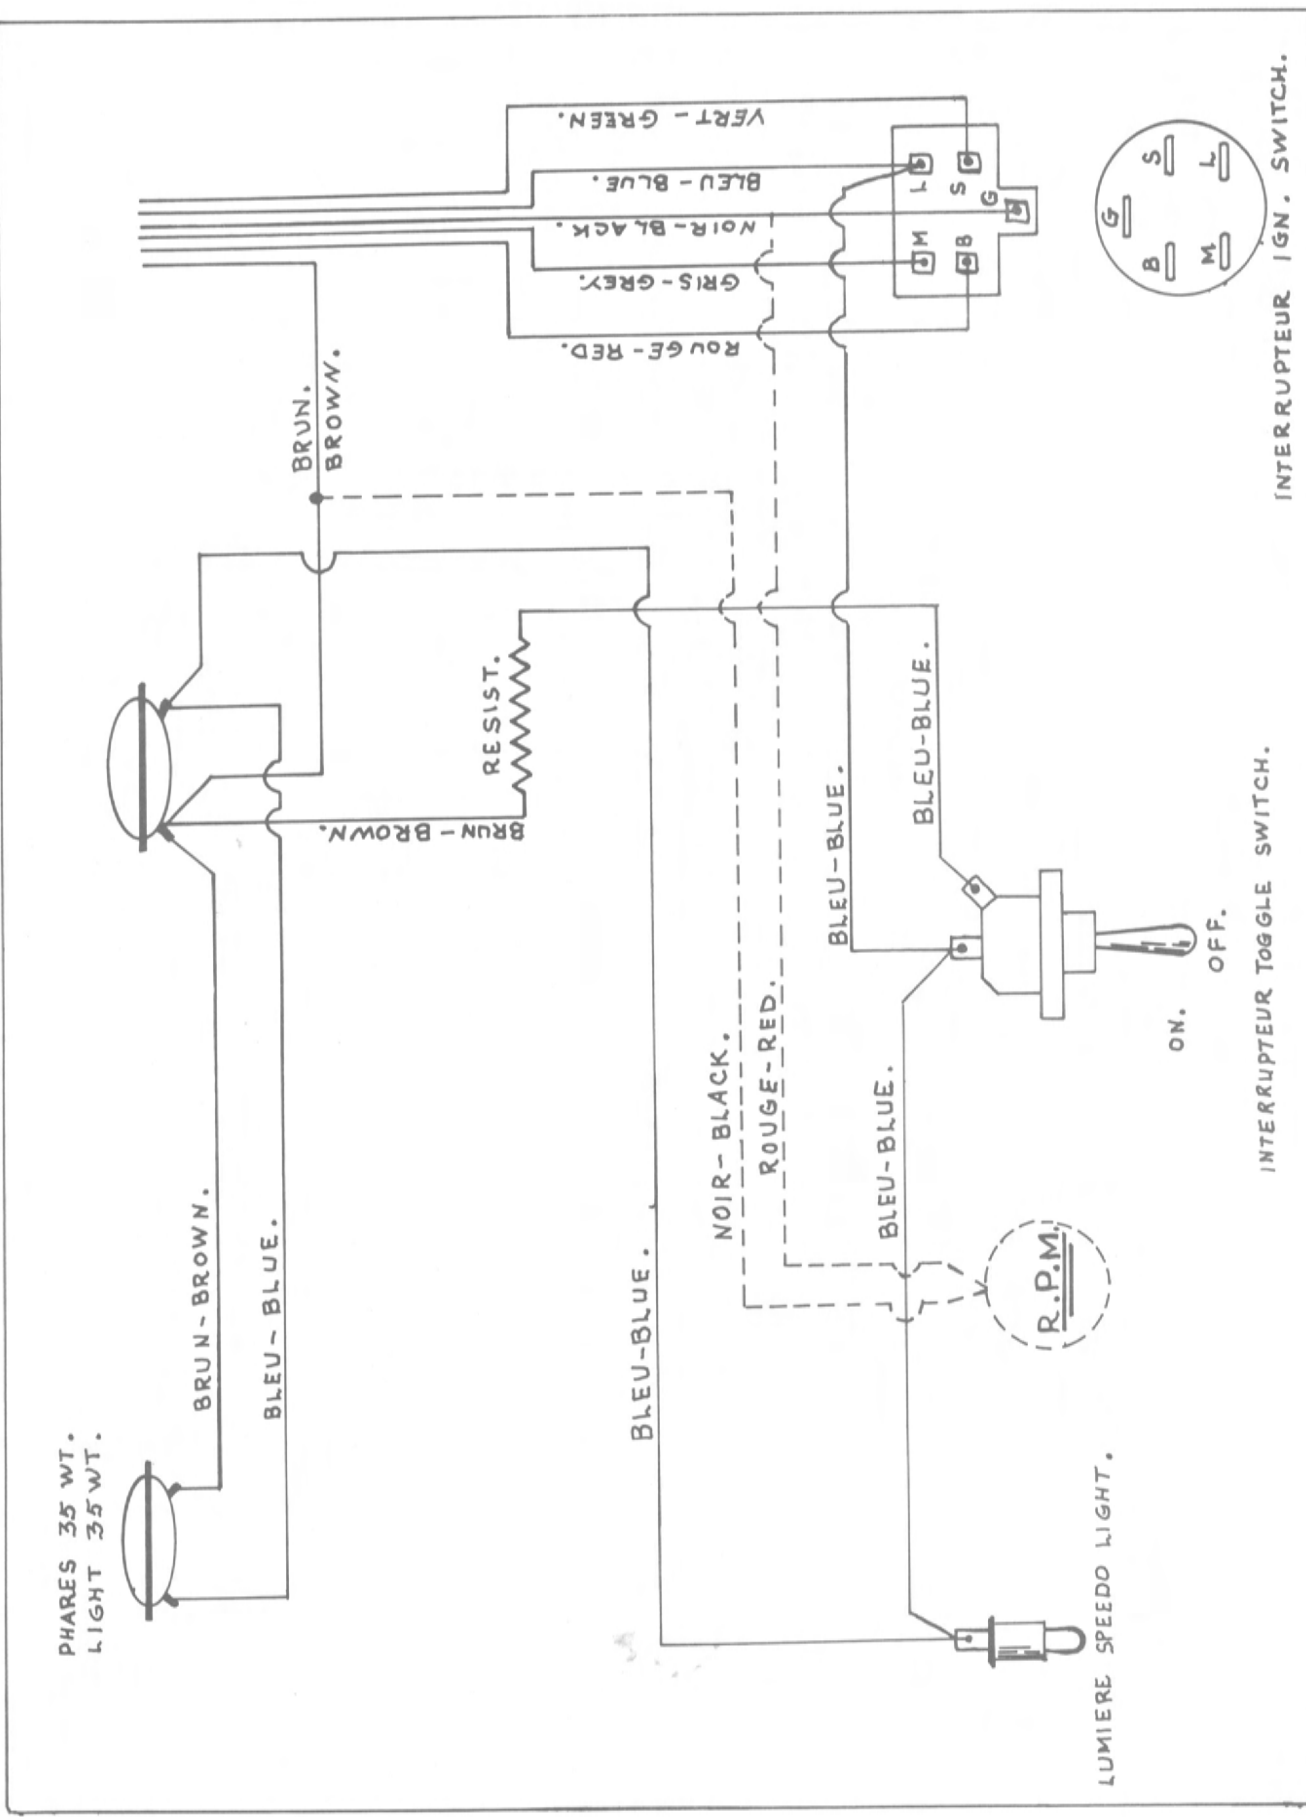 PHARES 35 WT.
LIGHT 35 WT.
BRUN-BROWN.
BLEU-BLUE.
BRUN-BROWN.
RESIST.
BRUN.
BROWN.
VERT-GREEN.
BLEU-BLUE.
NOIR-BLACK.
GRIS-GREY.
ROUGE-RED.
L
S
G
M
B
G
S
B
L
M
INTERRUPTEUR IGN. SWITCH.
BLEU-BLUE.
NOIR-BLACK.
ROUGE-RED.
BLEU-BLUE.
BLEU-BLUE.
BLEU-BLUE.
R.P.M.
ON.
OFF.
INTERRUPTEUR TOGGLE SWITCH.
LUMIERE SPEEDO LIGHT.